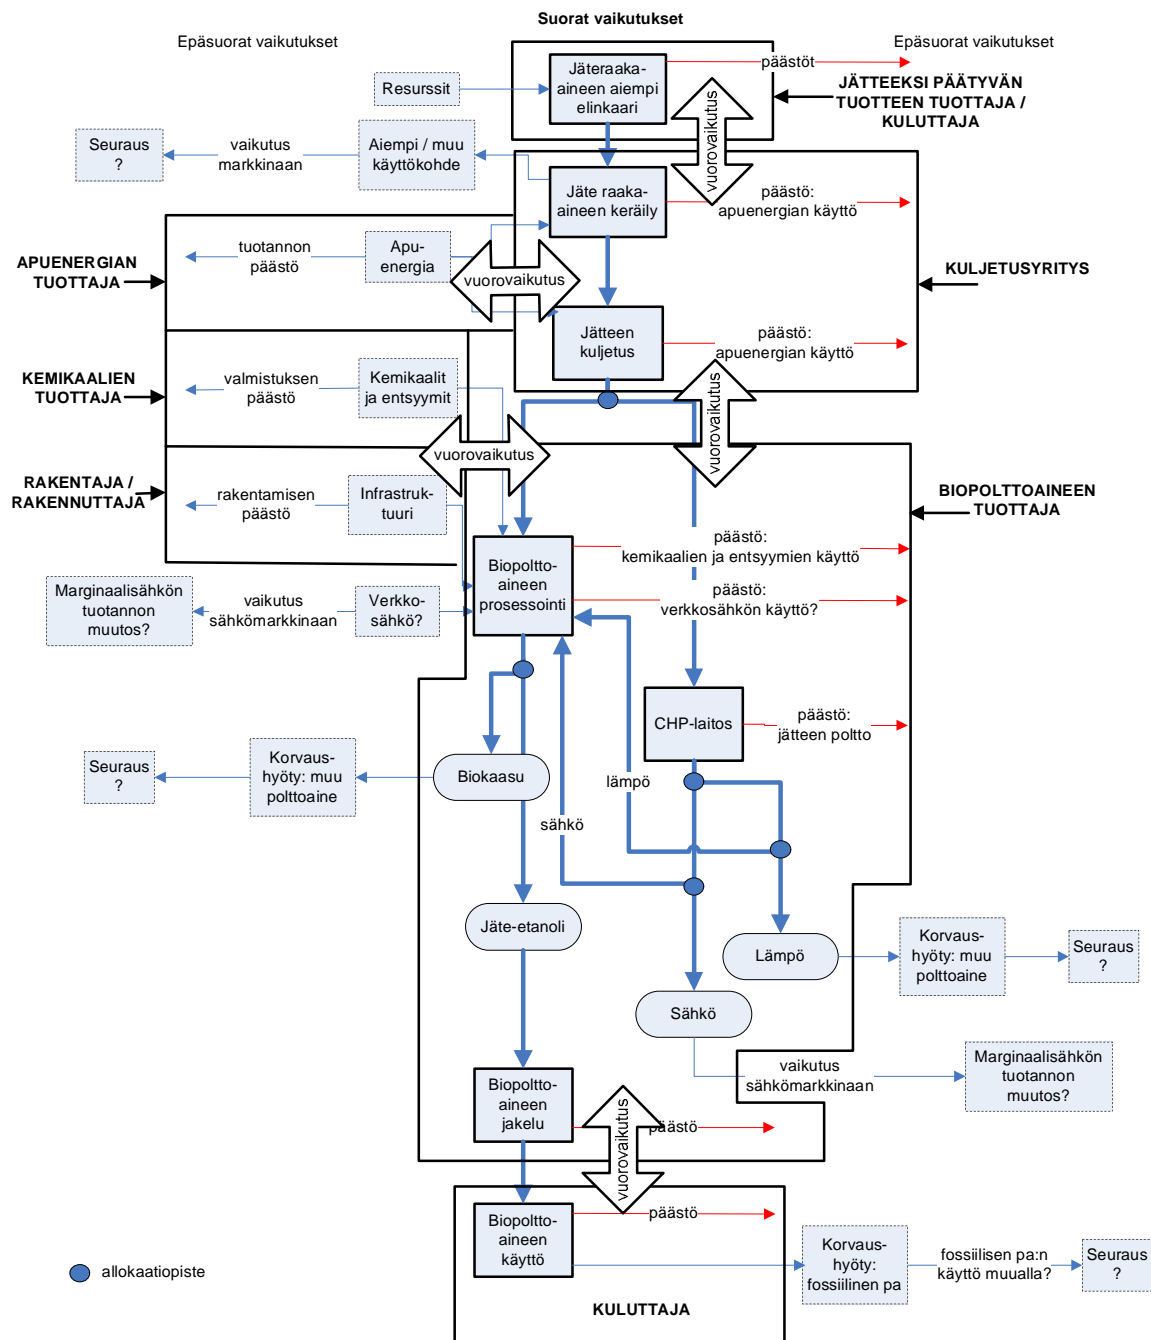 Suorat vaikutukset
Epäsuorat vaikutukset
Epäsuorat vaikutukset
Jäteraaka-
aineen aiempi
elinkaari
päästöt
Resurssit
JÄTTEEKSI PÄÄTYVÄN
TUOTTEEN TUOTTAJA /
KULUTTAJA
vuorovaikutus
Seuraus
?
vaikutus
markkinaan
Aiempi / muu
käyttökohde
Jäte raaka-
aineen keräily
päästö:
apuenergian käyttö
APUENERGIAN
TUOTTAJA
tuotannon
päästö
Apu-
energia
vuorovaikutus
KULJETUSYRITYS
Jätteen
kuljetus
päästö:
apuenergian käyttö
KEMIKAALIEN
TUOTTAJA
valmistuksen
päästö
Kemikaalit
ja entsyymit
vuorovaikutus
vuorovaikutus
RAKENTAJA /
RAKENNUTTAJA
rakentamisen
päästö
Infrastruk-
tuuri
BIOPOLTTOAINEEN
TUOTTAJA
Biopoltto-
aineen
prosessointi
päästö:
kemikaalien ja entsyymien käyttö
päästö:
verkkosähkön käyttö?
Marginaalisähkön
tuotannon
muutos?
vaikutus
sähkömarkkinaan
Verkko-
sähkö?
CHP-laitos
päästö:
jätteen poltto
Seuraus
?
Korvaus-
hyöty: muu
polttoaine
Biokaasu
lämpö
sähkö
Jäte-etanoli
Lämpö
Korvaus-
hyöty: muu
polttoaine
Seuraus
?
Sähkö
vaikutus
sähkömarkkinaan
Marginaalisähkön
tuotannon
muutos?
Biopoltto-
aineen
jakelu
päästö
vuorovaikutus
Biopoltto-
aineen
käyttö
päästö
Korvaus-
hyöty:
fossiilinen pa
fossiilisen pa:n
käyttö muualla?
Seuraus
?
allokaatiopiste
KULUTTAJA